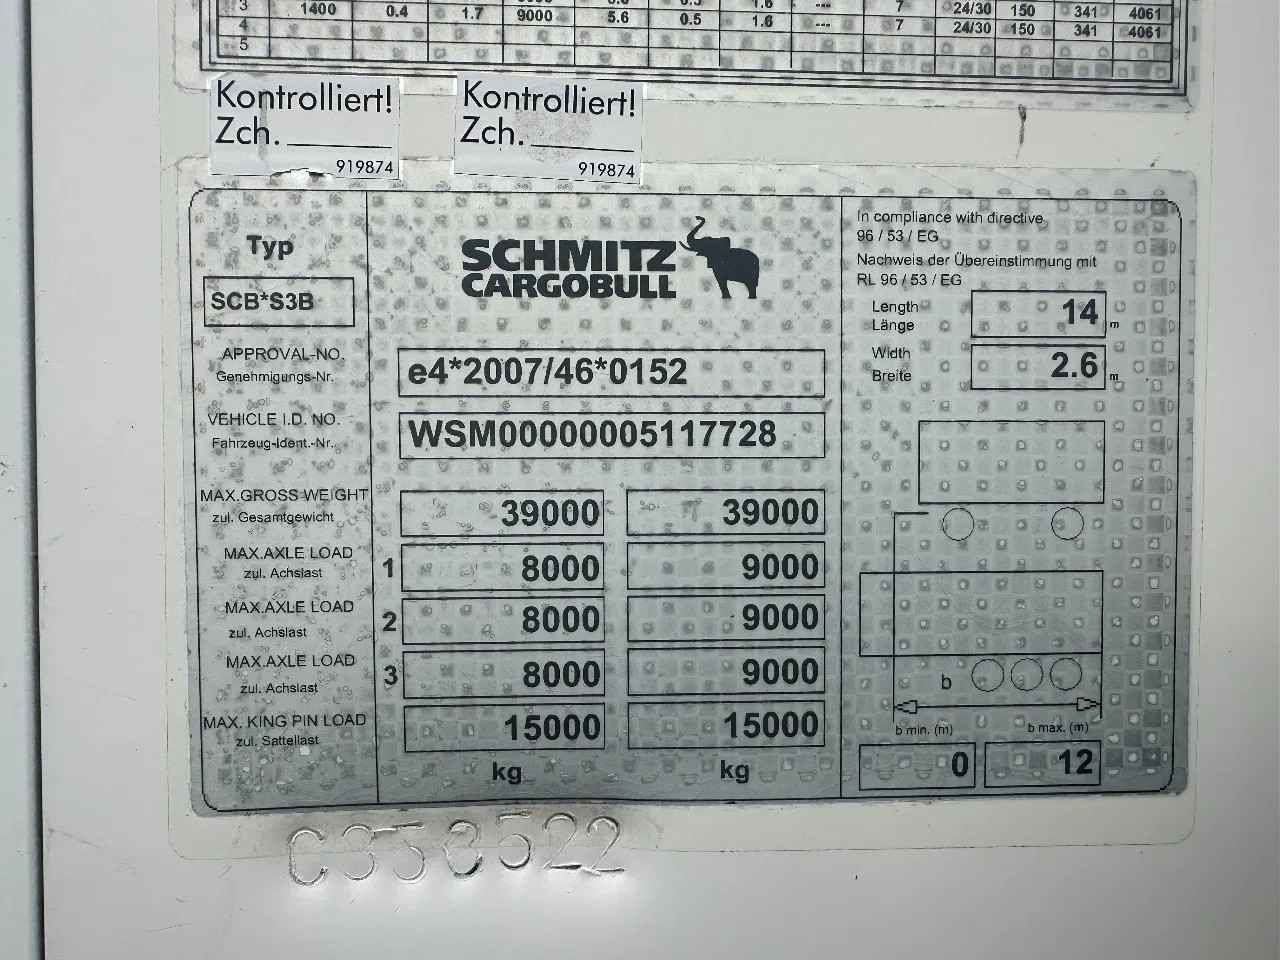 3 1400 0.4 1.7 9000 5.6 0.5 1.6 --- 7 24/30 150 341 4061
4 --- 7 24/30 150 341 4061
5
Kontrolliert!
Zch.
919874
Kontrolliert!
Zch.
919874
Typ
SCB*S3B
SCHMITZ
CARGOBULL
APPROVAL-NO.
Genehmigungs-Nr.
e4*2007/46*0152
VEHICLE I.D. NO.
Fahrzeug-Ident.-Nr.
WSM00000005117728
MAX.GROSS WEIGHT
zul. Gesamtgewicht
39000 39000
MAX.AXLE LOAD
zul. Achslast
1 8000 9000
MAX.AXLE LOAD
zul. Achslast
2 8000 9000
MAX.AXLE LOAD
zul. Achslast
3 8000 9000
MAX. KING PIN LOAD
zul. Sattellast
15000 15000
kg kg
In compliance with directive
96 / 53 / EG
Nachweis der Übereinstimmung mit
RL 96 / 53 / EG
Length
Länge
14 m
Width
Breite
2.6 m
b
b min. (m) b max. (m)
0 12